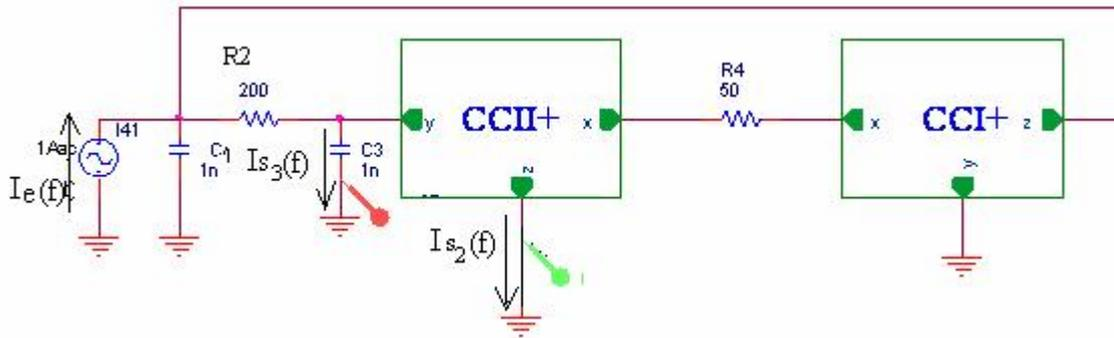 R2
200
R4
50
I41
1Aac
Ie(f)
C1
1n
Is3(f)
C3
1n
y
CCII+
x
z
x
CCI+
z
y
Is2(f)